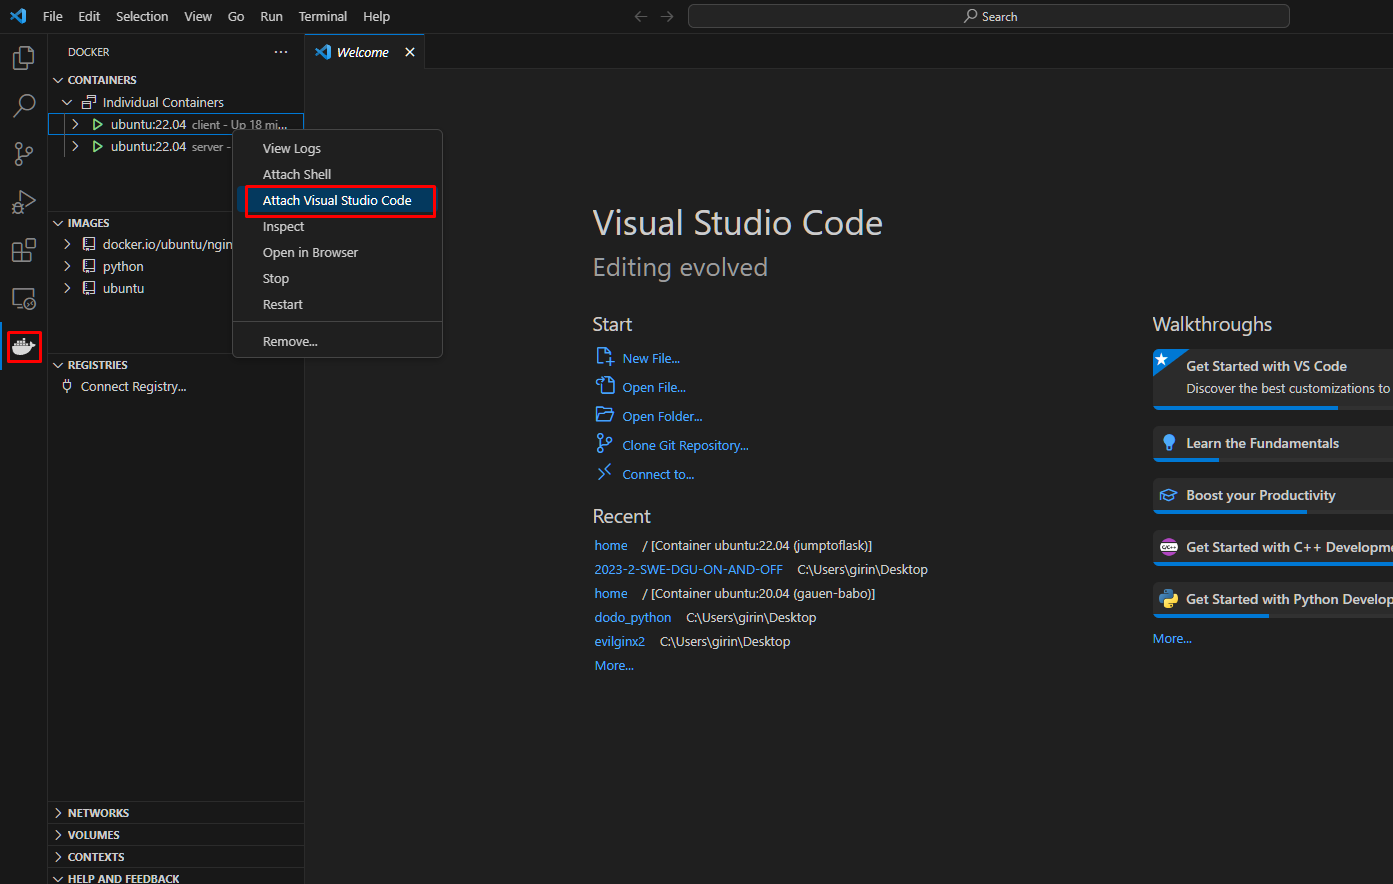 File Edit Selection View Go Run Terminal Help
Search
DOCKER
Welcome
CONTAINERS
Individual Containers
ubuntu:22.04 client - Up 18 mi...
ubuntu:22.04 server -
View Logs
Attach Shell
Attach Visual Studio Code
Inspect
Open in Browser
Stop
Restart
Remove...
IMAGES
docker.io/ubuntu/ngin
python
ubuntu
REGISTRIES
Connect Registry...
NETWORKS
VOLUMES
CONTEXTS
HELP AND FEEDBACK
Visual Studio Code
Editing evolved
Start
New File...
Open File...
Open Folder...
Clone Git Repository...
Connect to...
Recent
home / [Container ubuntu:22.04 (jumptoflask)]
2023-2-SWE-DGU-ON-AND-OFF C:\Users\girin\Desktop
home / [Container ubuntu:20.04 (gauen-babo)]
dodo_python C:\Users\girin\Desktop
evilginx2 C:\Users\girin\Desktop
More...
Walkthroughs
Get Started with VS Code
Discover the best customizations to
Learn the Fundamentals
Boost your Productivity
C/C++
Get Started with C++ Developme
Get Started with Python Develop
More...